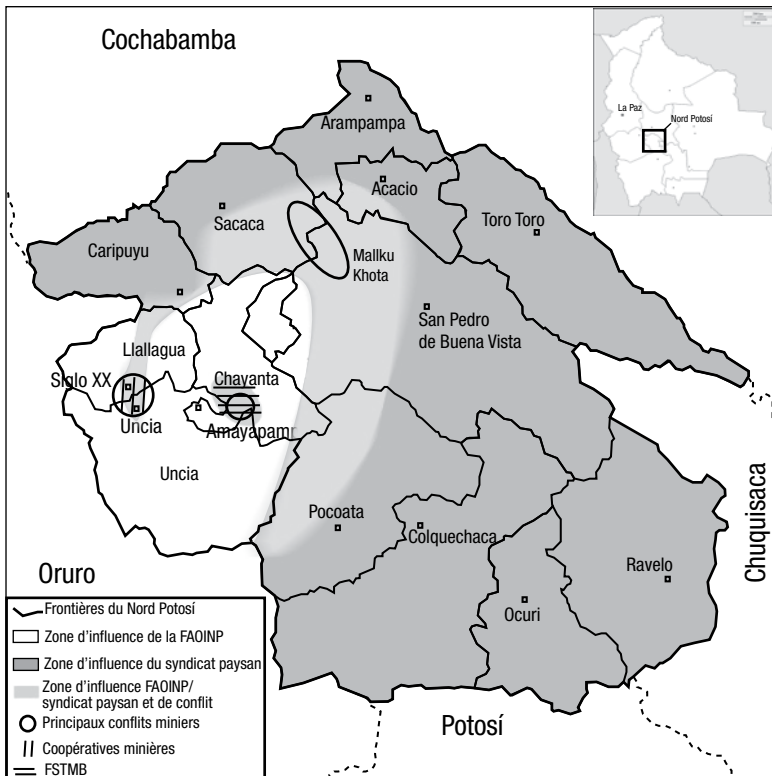 Cochabamba
La Paz
Nord Potosí
Arampampa
Acacio
Toro Toro
Sacaca
Caripuyu
Mallku
Khota
San Pedro
de Buena Vista
Llallagua
Siglo XX
Chayanta
Uncia
Amayapamr
Uncia
Pocoata
Colquechaca
Chuquisaca
Oruro
Ravelo
Ocuri
Potosí
Frontières du Nord Potosí
Zone d'influence de la FAOINP
Zone d'influence du syndicat paysan
Zone d'influence FAOINP/
syndicat paysan et de conflit
Principaux conflits miniers
Coopératives minières
FSTMB